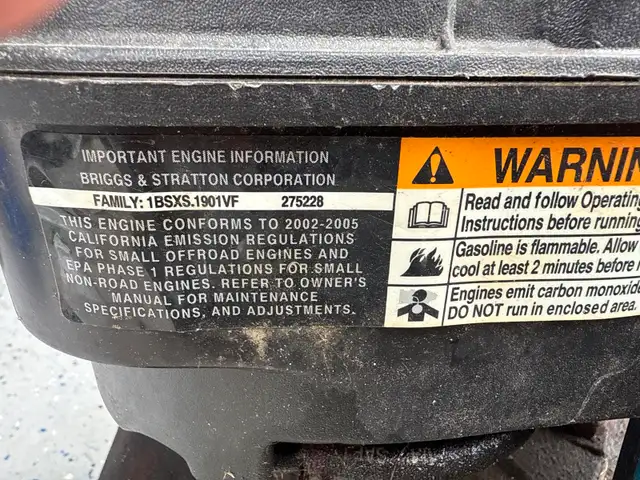 IMPORTANT ENGINE INFORMATION
BRIGGS & STRATTON CORPORATION
FAMILY: 1BSXS.1901VF 275228
THIS ENGINE CONFORMS TO 2002-2005
CALIFORNIA EMISSION REGULATIONS
FOR SMALL OFFROAD ENGINES AND
EPA PHASE 1 REGULATIONS FOR SMALL
NON-ROAD ENGINES. REFER TO OWNER'S
MANUAL FOR MAINTENANCE
SPECIFICATIONS, AND ADJUSTMENTS.
WARNIN
Read and follow Operating
Instructions before running
Gasoline is flammable. Allow
cool at least 2 minutes before
Engines emit carbon monoxide
DO NOT run in enclosed area.